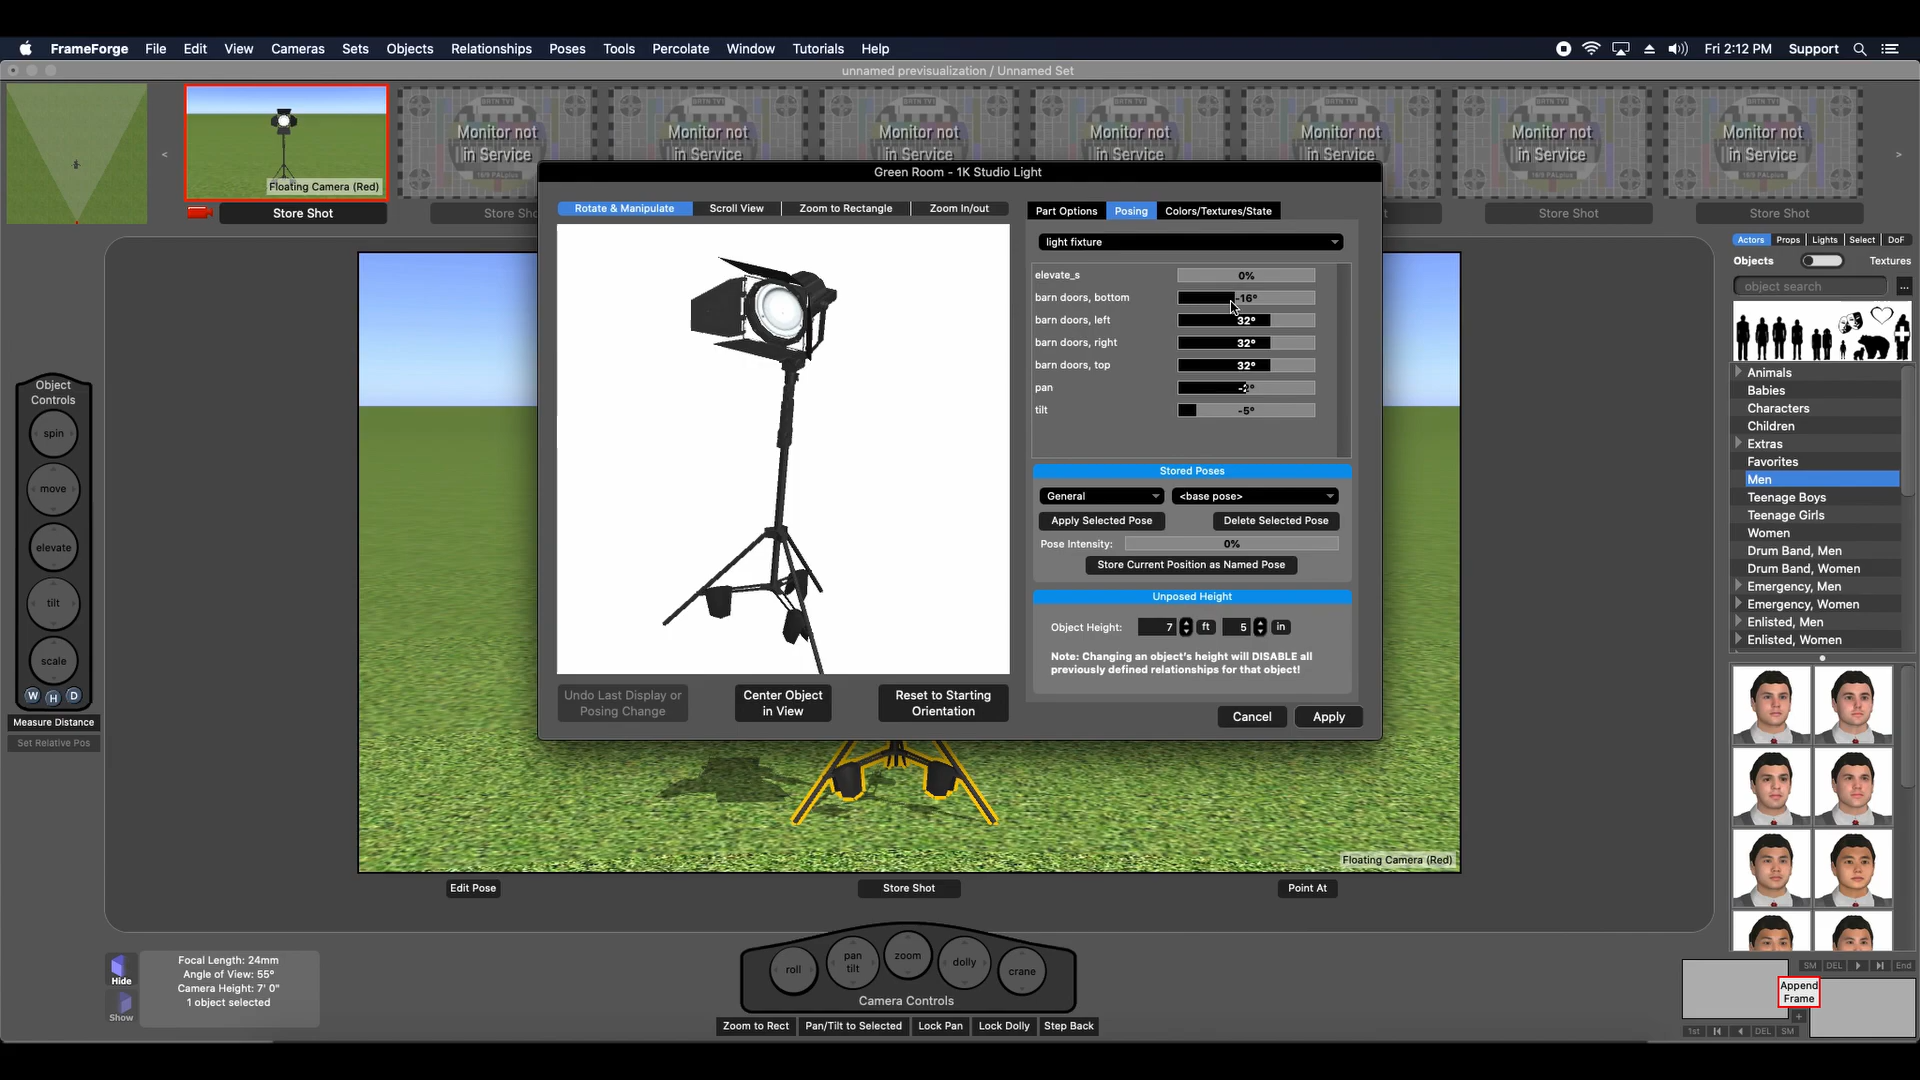 FrameForge File Edit View Cameras Sets Objects Relationships Poses Tools Percolate Window Tutorials Help Fri 2:12 PM Support
unnamed previsualization / Unnamed Set
Floating Camera (Red)
Store Shot
Monitor not
in Service
Monitor not
in Service
Monitor not
in Service
Monitor not
in Service
Monitor not
in Service
Monitor not
in Service
Monitor not
in Service
Store Shot
Store Shot
Green Room - 1K Studio Light
Rotate & Manipulate Scroll View Zoom to Rectangle Zoom In/out
Part Options Posing Colors/Textures/State
light fixture
elevate_s 0%
barn doors, bottom -16°
barn doors, left 32°
barn doors, right 32°
barn doors, top 32°
pan -2°
tilt -5°
Stored Poses
General <base pose>
Apply Selected Pose Delete Selected Pose
Pose Intensity: 0%
Store Current Position as Named Pose
Unposed Height
Object Height: 7 ft 5 in
Note: Changing an object's height will DISABLE all
previously defined relationships for that object!
Undo Last Display or
Posing Change
Center Object
in View
Reset to Starting
Orientation
Cancel Apply
Object
Controls
spin
move
elevate
tilt
scale
W H D
Measure Distance
Set Relative Pos
Actors Props Lights Select DoF
Objects Textures
object search ...
Animals
Babies
Characters
Children
Extras
Favorites
Men
Teenage Boys
Teenage Girls
Women
Drum Band, Men
Drum Band, Women
Emergency, Men
Emergency, Women
Enlisted, Men
Enlisted, Women
Floating Camera (Red)
Edit Pose Store Shot Point At
Hide
Show
Focal Length: 24mm
Angle of View: 55°
Camera Height: 7' 0"
1 object selected
roll
pan
tilt
zoom
dolly
crane
Camera Controls
Zoom to Rect Pan/Tilt to Selected Lock Pan Lock Dolly Step Back
SM DEL End
Append
Frame
1st DEL SM